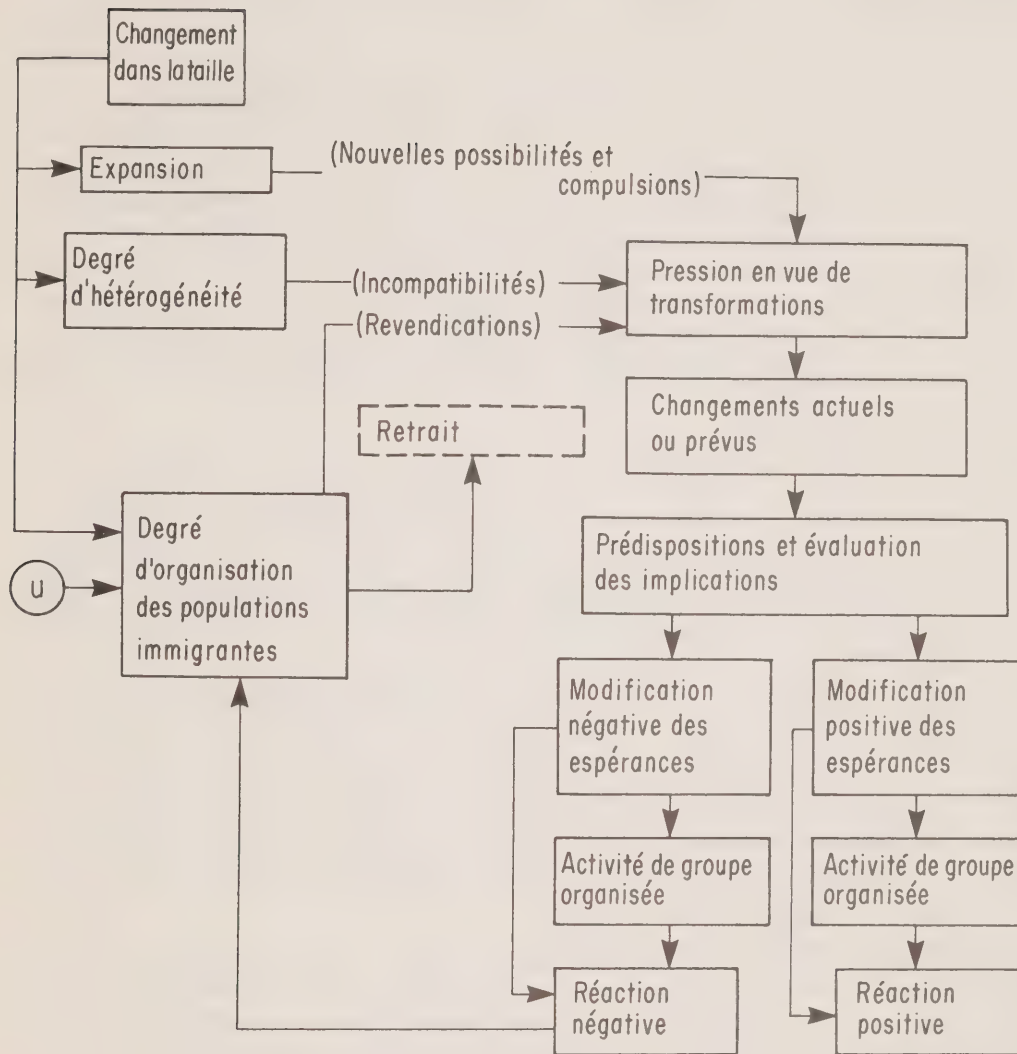 Changement
dans la taille
Expansion
(Nouvelles possibilités et
compulsions)
Degré
d'hétérogénéité
(Incompatibilités)
(Revendications)
Pression en vue de
transformations
Changements actuels
ou prévus
Retrait
Degré
d'organisation
des populations
immigrantes
u
Prédispositions et évaluation
des implications
Modification
négative des
espérances
Modification
positive des
espérances
Activité de groupe
organisée
Activité de groupe
organisée
Réaction
négative
Réaction
positive